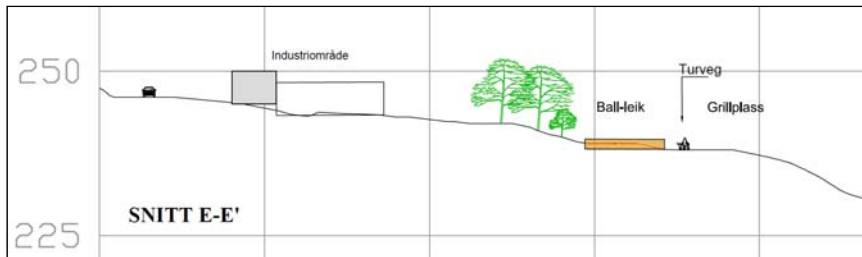 Industriområde
250
Turveg
Ball-leik
Grillplass
SNITT E-E'
225